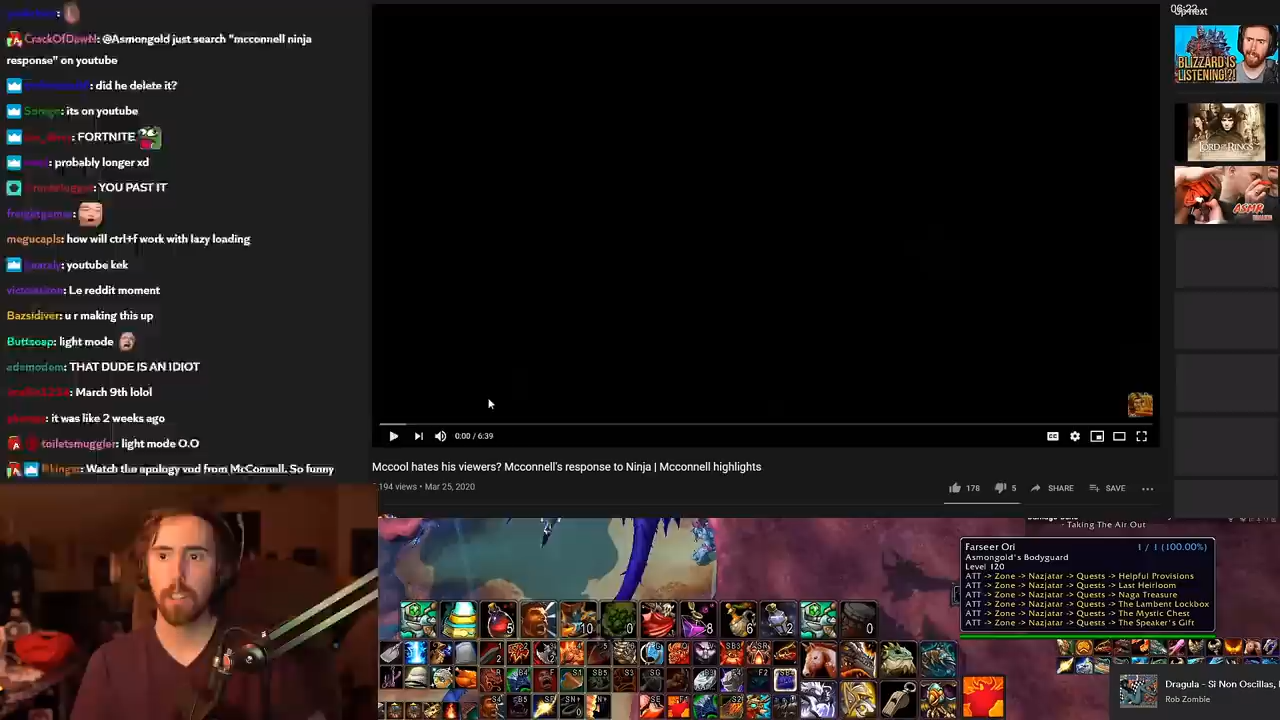 CrackOfDawN: @Asmongold just search "mcconnell ninja
response" on youtube
: did he delete it?
: its on youtube
: FORTNITE
: probably longer xd
: YOU PAST IT
freightgamer:
megucapls: how will ctrl+f work with lazy loading
: youtube kek
: Le reddit moment
Bazsidiver: u r making this up
Buttsoap: light mode
: THAT DUDE IS AN IDIOT
: March 9th lolol
: it was like 2 weeks ago
toiletsmuggler: light mode O.O
: Watch the apology vod from McConnell. So funny
0:00 / 6:39
Mccool hates his viewers? Mcconnell's response to Ninja | Mcconnell highlights
194 views • Mar 25, 2020
178
5
SHARE
SAVE
Up next
BLIZZARD IS
LISTENING!?!
THE LORD OF THE RINGS
ASMR
- Taking The Air Out
Farseer Ori 1 / 1 (100.00%)
Asmongold's Bodyguard
Level 120
ATT -> Zone -> Nazjatar -> Quests -> Helpful Provisions
ATT -> Zone -> Nazjatar -> Quests -> Last Heirloom
ATT -> Zone -> Nazjatar -> Quests -> Naga Treasure
ATT -> Zone -> Nazjatar -> Quests -> The Lambent Lockbox
ATT -> Zone -> Nazjatar -> Quests -> The Mystic Chest
ATT -> Zone -> Nazjatar -> Quests -> The Speaker's Gift
Dragula - Si Non Oscillas,
Rob Zombie